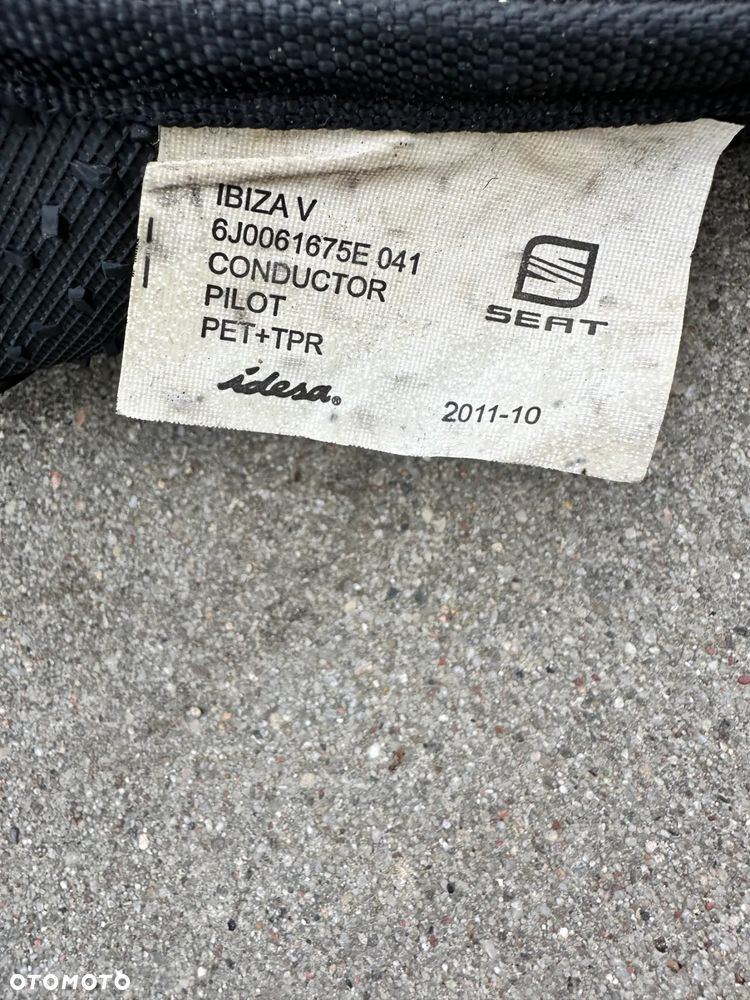 IBIZA V
6J0061675E 041
CONDUCTOR
PILOT
PET+TPR
idesa®
SEAT
2011-10
OTOMOTO